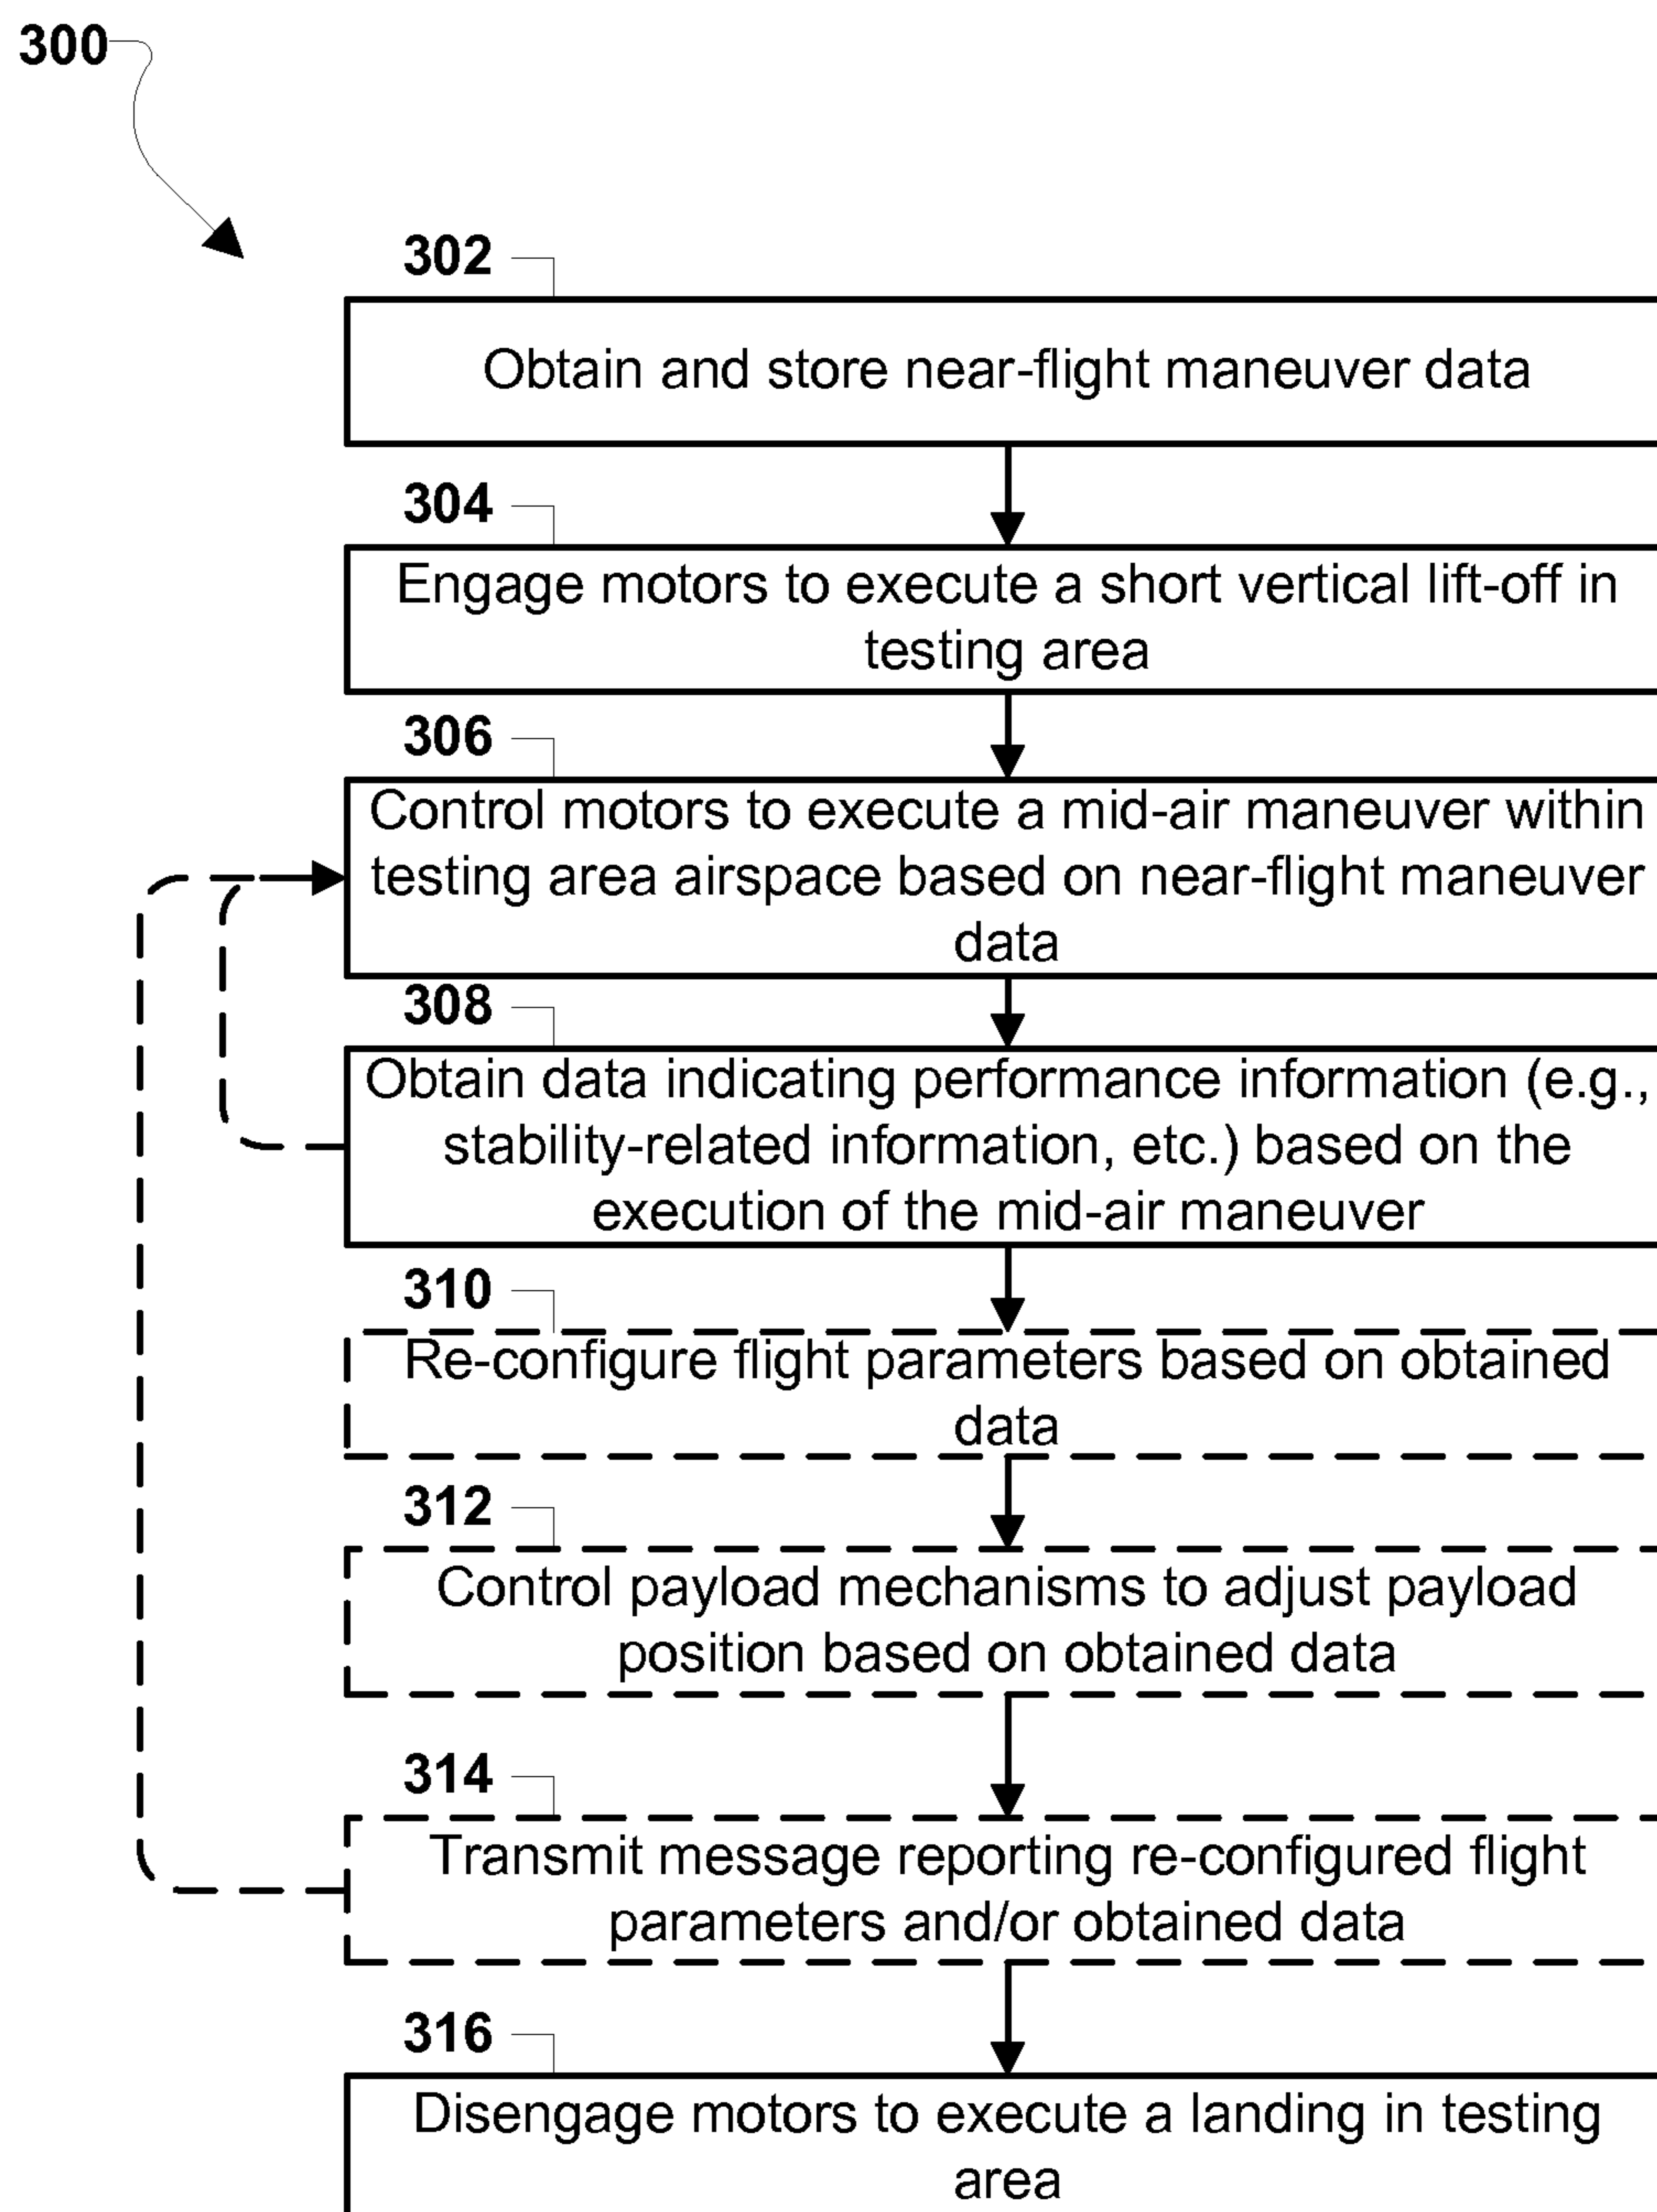 300
302
Obtain and store near-flight maneuver data
304
Engage motors to execute a short vertical lift-off in
testing area
306
Control motors to execute a mid-air maneuver within
testing area airspace based on near-flight maneuver
data
308
Obtain data indicating performance information (e.g.,
stability-related information, etc.) based on the
execution of the mid-air maneuver
310
Re-configure flight parameters based on obtained
data
312
Control payload mechanisms to adjust payload
position based on obtained data
314
Transmit message reporting re-configured flight
parameters and/or obtained data
316
Disengage motors to execute a landing in testing
area